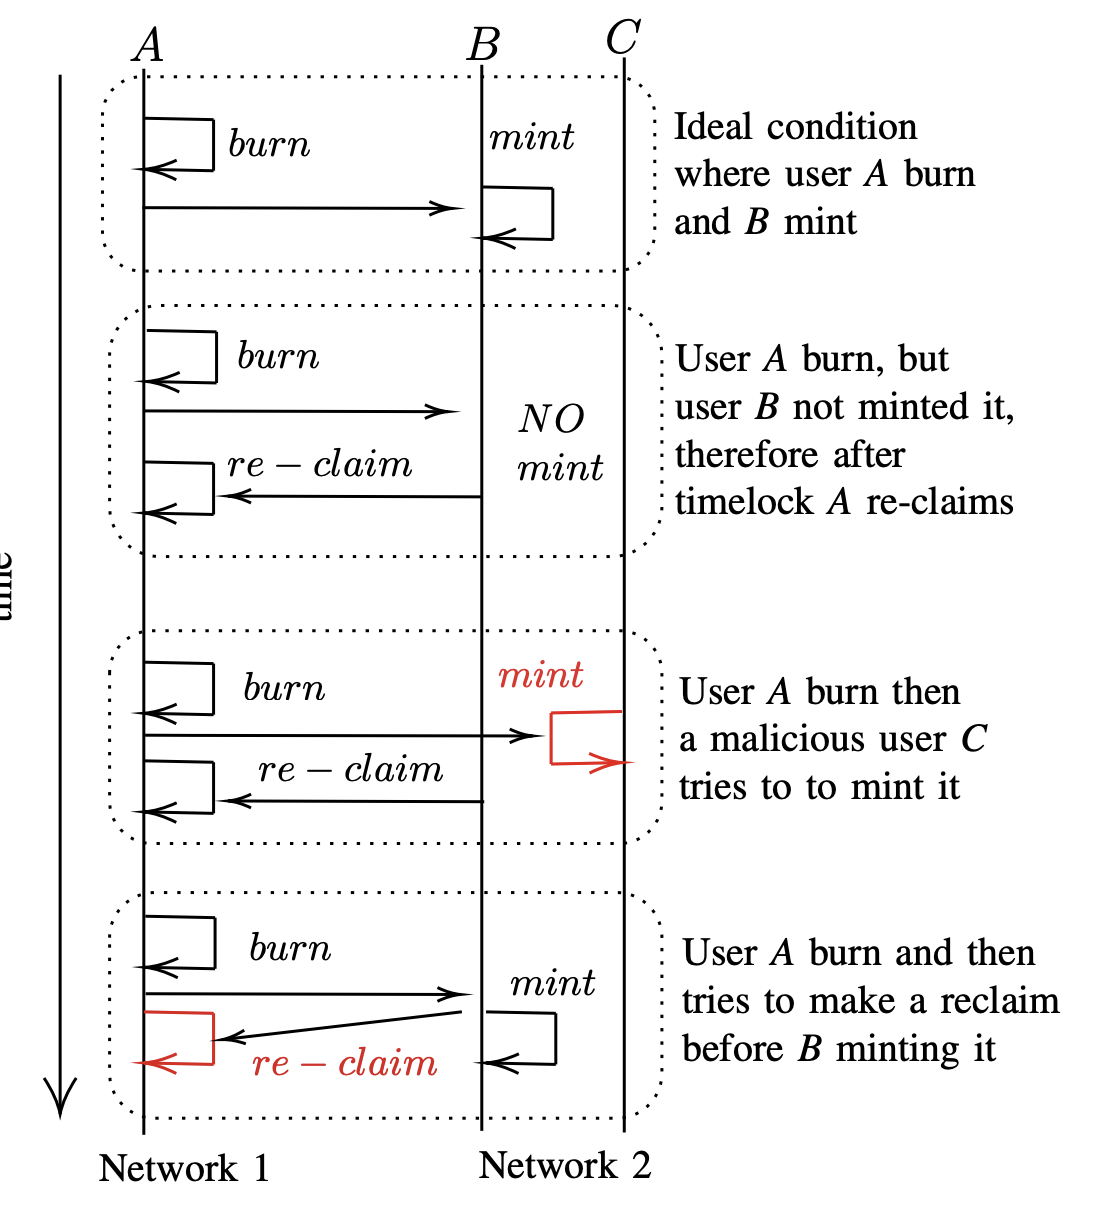 A B C
burn
mint
Ideal condition
where user A burn
and B mint
burn
NO
mint
re – claim
User A burn, but
user B not minted it,
therefore after
timelock A re-claims
time
burn
mint
re – claim
User A burn then
a malicious user C
tries to to mint it
burn
mint
re – claim
User A burn and then
tries to make a reclaim
before B minting it
Network 1
Network 2